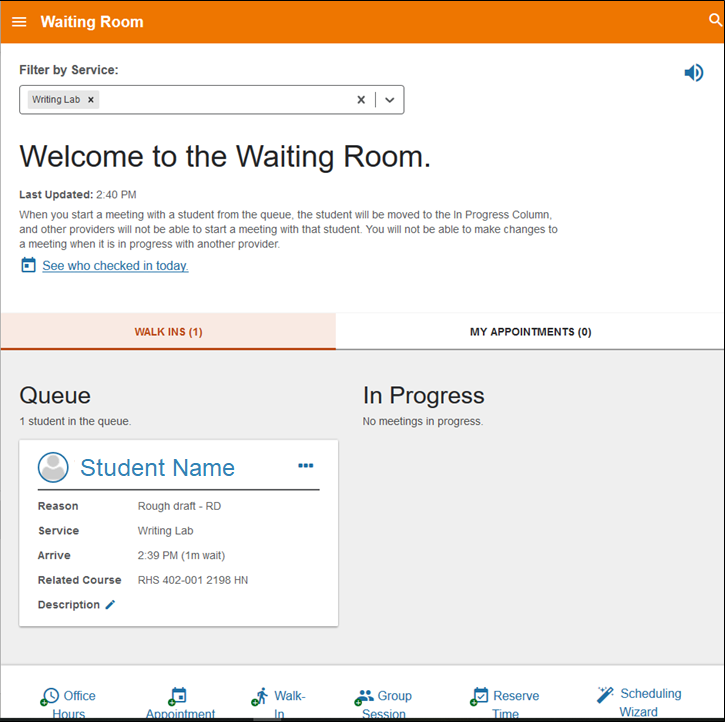 Waiting Room
Filter by Service:
Writing Lab
Welcome to the Waiting Room.
Last Updated: 2:40 PM
When you start a meeting with a student from the queue, the student will be moved to the In Progress Column,
and other providers will not be able to start a meeting with that student. You will not be able to make changes to
a meeting when it is in progress with another provider.
See who checked in today.
WALK INS (1)
MY APPOINTMENTS (0)
Queue
1 student in the queue.
In Progress
No meetings in progress.
Student Name
Reason Rough draft - RD
Service Writing Lab
Arrive 2:39 PM (1m wait)
Related Course RHS 402-001 2198 HN
Description
Office
Hours
Appointment
Walk-
In
Group
Session
Reserve
Time
Scheduling
Wizard